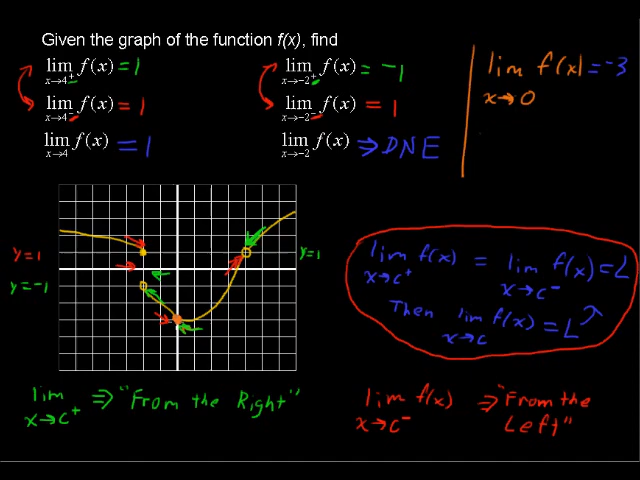 Given the graph of the function f(x), find
lim x→4+ f(x) = 1
lim x→-2+ f(x) = -1
lim f(x) = -3
x→0
lim x→4- f(x) = 1
lim x→-2- f(x) = 1
lim x→4 f(x) = 1
lim x→-2 f(x) ⇒ DNE
y=1
y=-1
y=1
lim f(x) = lim f(x) = L
x→c+ x→c-
Then lim f(x) = L
x→c
lim ⇒ "From the Right"
x→c+
lim f(x) ⇒ "From the
x→c- Left"